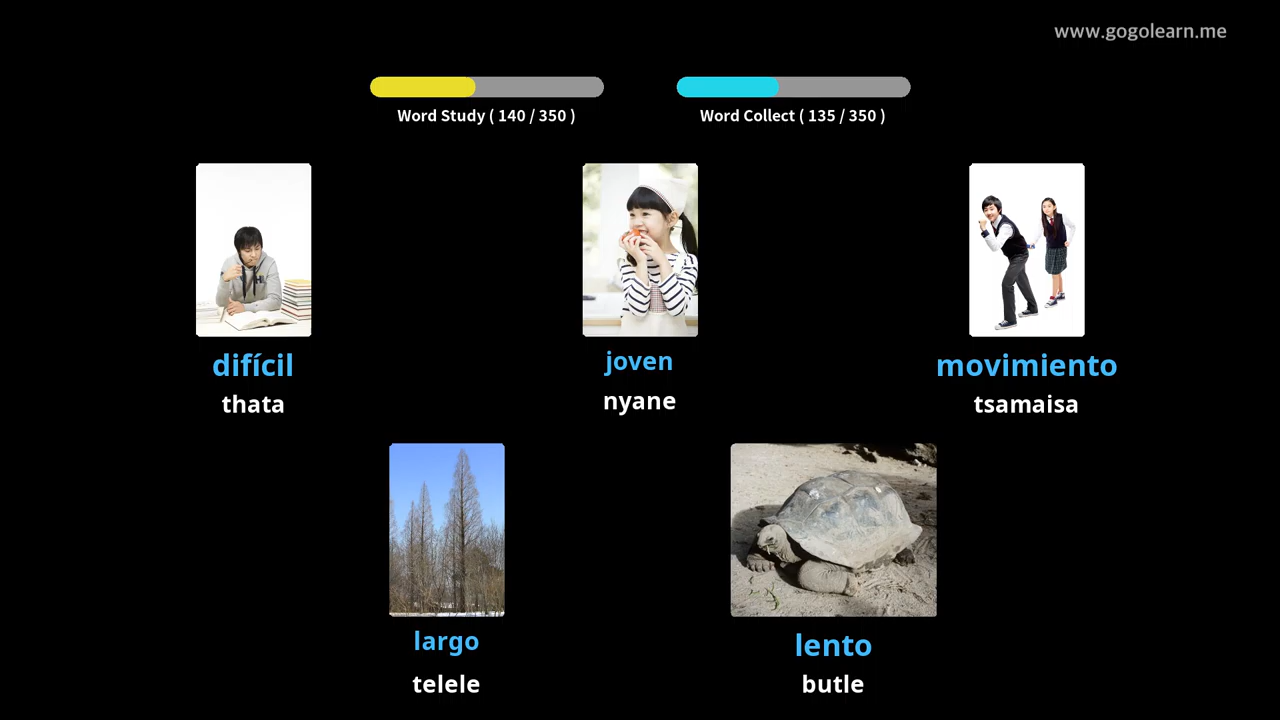 www.gogolearn.me
Word Study ( 140 / 350 )
Word Collect ( 135 / 350 )
difícil
thata
joven
nyane
movimiento
tsamaisa
largo
telele
lento
butle